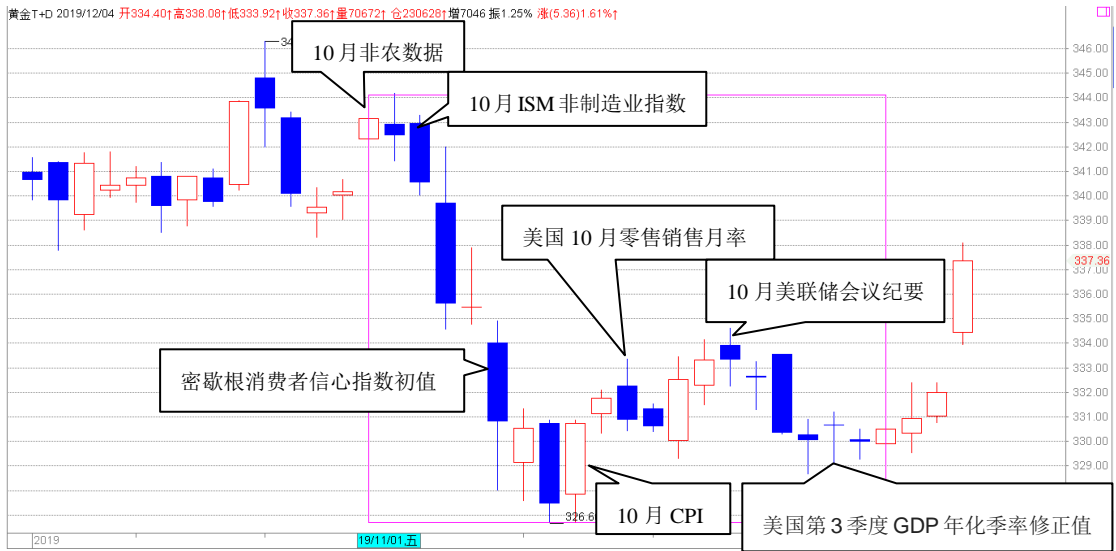 黄金T+D 2019/12/04 开334.40↑高338.08↑低333.92↑收337.36↑量70672↑ 仓230628↑增7046 振1.25% 涨(5.36)1.61%↑
10月非农数据
10月ISM非制造业指数
美国10月零售销售月率
10月美联储会议纪要
密歇根消费者信心指数初值
10月CPI
美国第3季度GDP年化季率修正值
346.00
345.00
344.00
343.00
342.00
341.00
340.00
339.00
338.00
337.36
337.00
336.00
335.00
334.00
333.00
332.00
331.00
330.00
329.00
2019
19/11/01,五